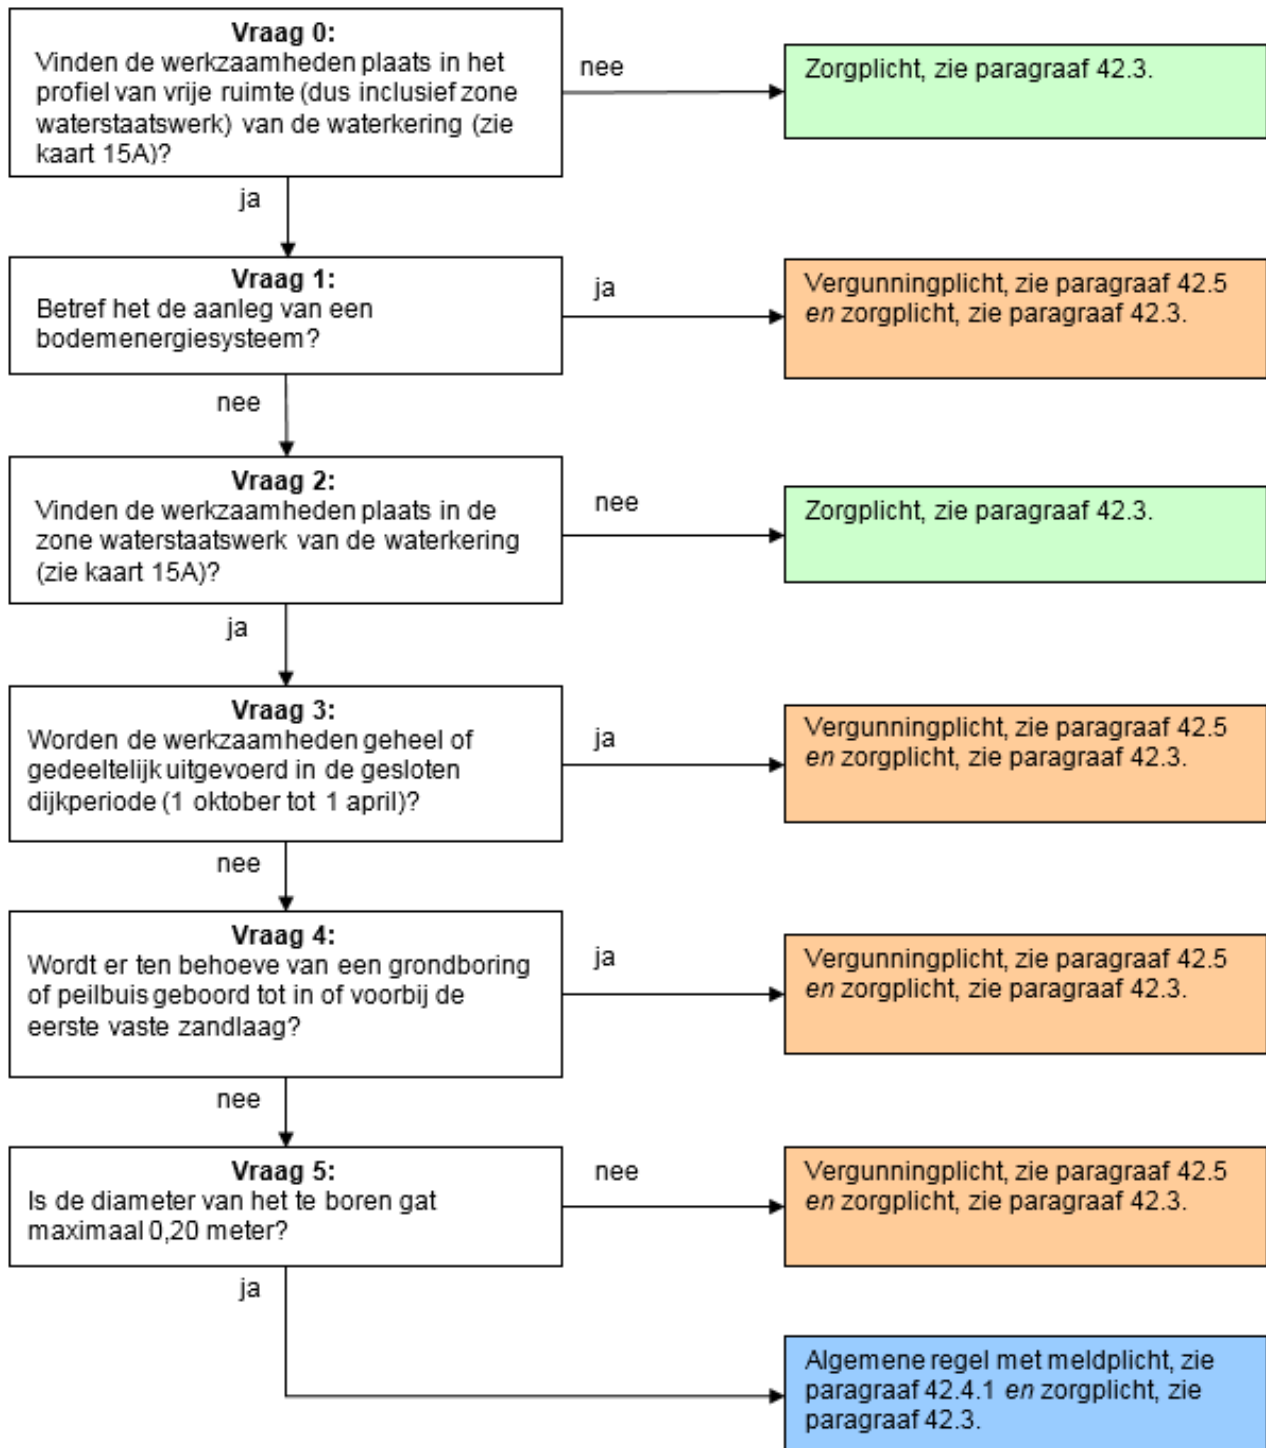 Vraag 0:
Vinden de werkzaamheden plaats in het
profiel van vrije ruimte (dus inclusief zone
waterstaatswerk) van de waterkering (zie
kaart 15A)?
nee
Zorgplicht, zie paragraaf 42.3.
ja
Vraag 1:
Betref het de aanleg van een
bodemenergiesysteem?
ja
Vergunningplicht, zie paragraaf 42.5
en zorgplicht, zie paragraaf 42.3.
nee
Vraag 2:
Vinden de werkzaamheden plaats in de
zone waterstaatswerk van de waterkering
(zie kaart 15A)?
nee
Zorgplicht, zie paragraaf 42.3.
ja
Vraag 3:
Worden de werkzaamheden geheel of
gedeeltelijk uitgevoerd in de gesloten
dijkperiode (1 oktober tot 1 april)?
ja
Vergunningplicht, zie paragraaf 42.5
en zorgplicht, zie paragraaf 42.3.
nee
Vraag 4:
Wordt er ten behoeve van een grondboring
of peilbuis geboord tot in of voorbij de
eerste vaste zandlaag?
ja
Vergunningplicht, zie paragraaf 42.5
en zorgplicht, zie paragraaf 42.3.
nee
Vraag 5:
Is de diameter van het te boren gat
maximaal 0,20 meter?
nee
Vergunningplicht, zie paragraaf 42.5
en zorgplicht, zie paragraaf 42.3.
ja
Algemene regel met meldplicht, zie
paragraaf 42.4.1 en zorgplicht, zie
paragraaf 42.3.